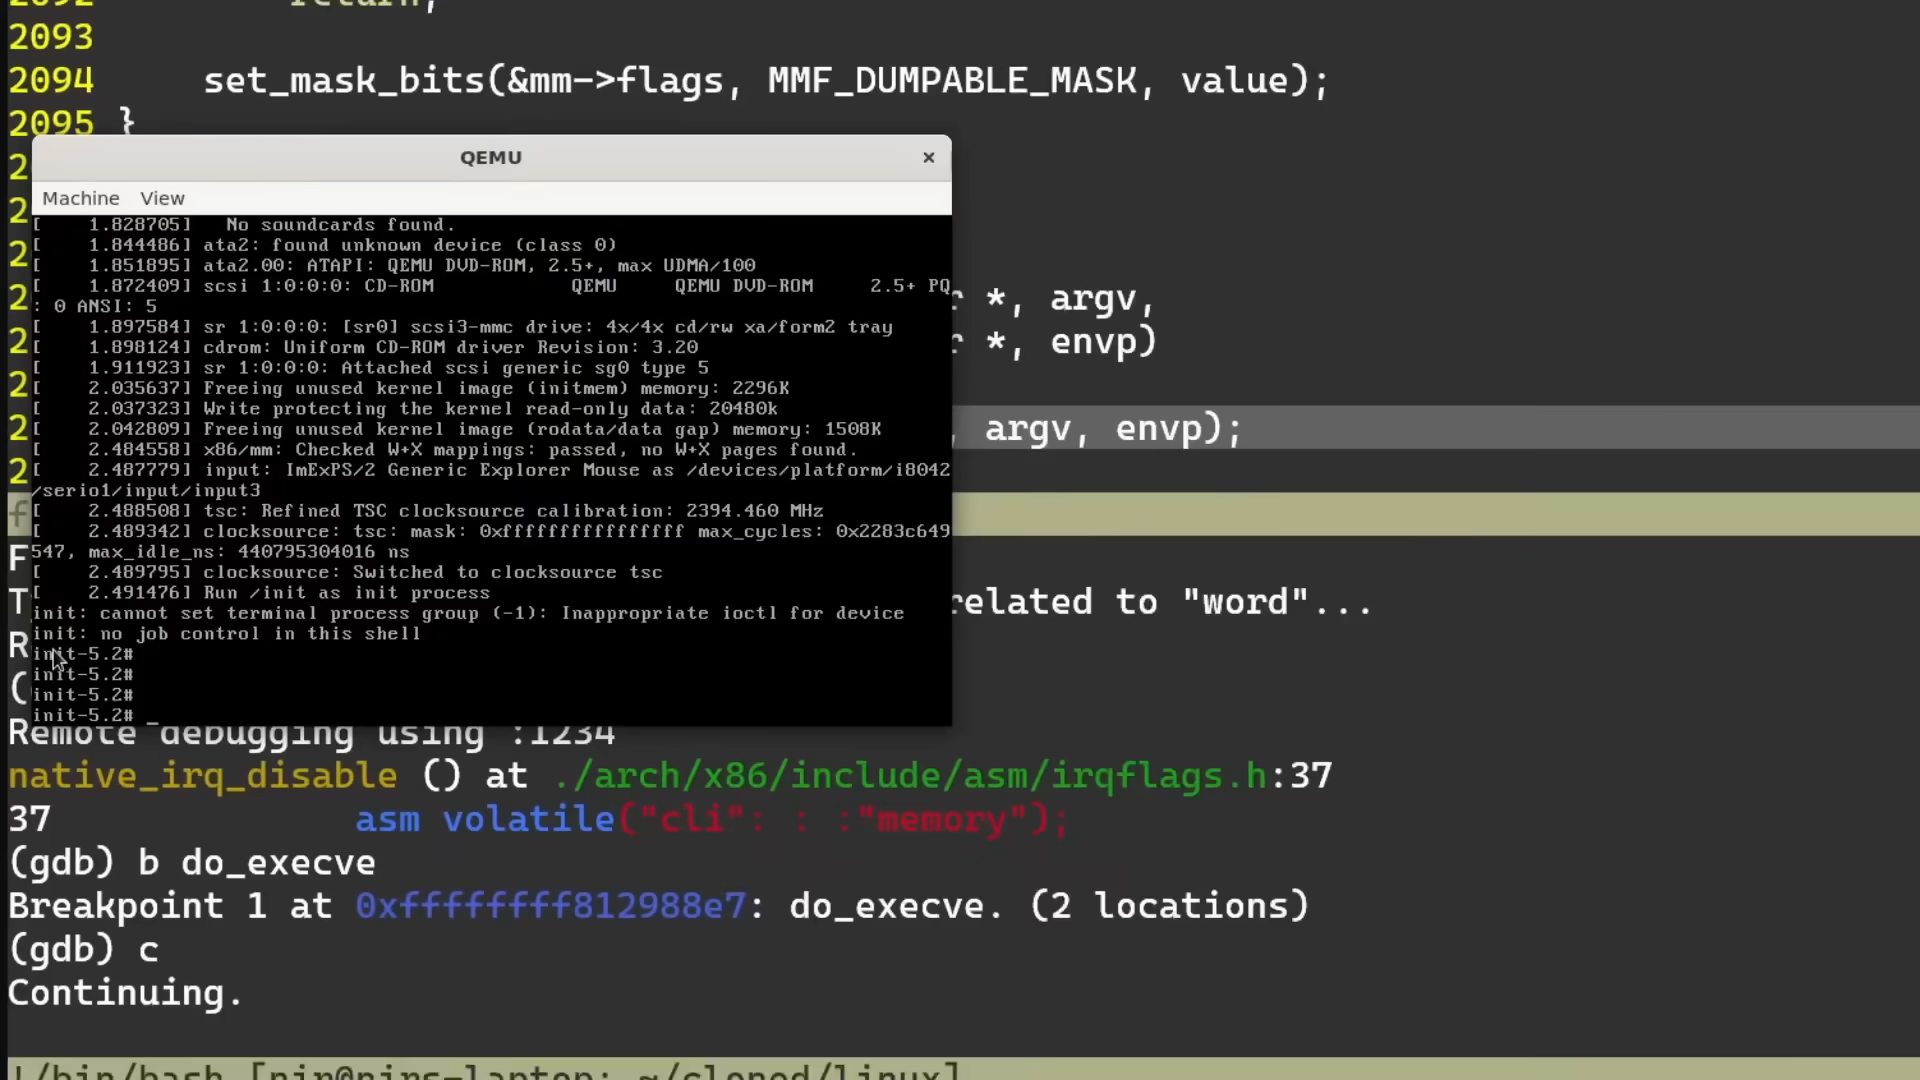 2092 return;
2093
2094 set_mask_bits(&mm->flags, MMF_DUMPABLE_MASK, value);
2095 }
QEMU
Machine View
[ 1.828705] No soundcards found.
[ 1.844486] ata2: found unknown device (class 0)
[ 1.851895] ata2.00: ATAPI: QEMU DVD-ROM, 2.5+, max UDMA/100
[ 1.872409] scsi 1:0:0:0: CD-ROM QEMU QEMU DVD-ROM 2.5+ PQ
: 0 ANSI: 5
*, argv,
[ 1.897584] sr 1:0:0:0: [sr0] scsi3-mmc drive: 4x/4x cd/rw xa/form2 tray
[ 1.898124] cdrom: Uniform CD-ROM driver Revision: 3.20
*, envp)
[ 1.911923] sr 1:0:0:0: Attached scsi generic sg0 type 5
[ 2.035637] Freeing unused kernel image (initmem) memory: 2296K
[ 2.037323] Write protecting the kernel read-only data: 20480k
[ 2.042809] Freeing unused kernel image (rodata/data gap) memory: 1508K
, argv, envp);
[ 2.484558] x86/mm: Checked W+X mappings: passed, no W+X pages found.
[ 2.487779] input: ImExPS/2 Generic Explorer Mouse as /devices/platform/i8042
/serio1/input/input3
[ 2.488508] tsc: Refined TSC clocksource calibration: 2394.460 MHz
[ 2.489342] clocksource: tsc: mask: 0xffffffffffffffff max_cycles: 0x2283c649
547, max_idle_ns: 440795304016 ns
[ 2.489795] clocksource: Switched to clocksource tsc
[ 2.491476] Run /init as init process
related to "word"...
init: cannot set terminal process group (-1): Inappropriate ioctl for device
init: no job control in this shell
init-5.2#
init-5.2#
init-5.2#
init-5.2# _
Remote debugging using :1234
native_irq_disable () at ./arch/x86/include/asm/irqflags.h:37
37 asm volatile("cli": : :"memory");
(gdb) b do_execve
Breakpoint 1 at 0xffffffff812988e7: do_execve. (2 locations)
(gdb) c
Continuing.
!/bin/bash [nir@nirs-laptop: ~/cloned/linux]